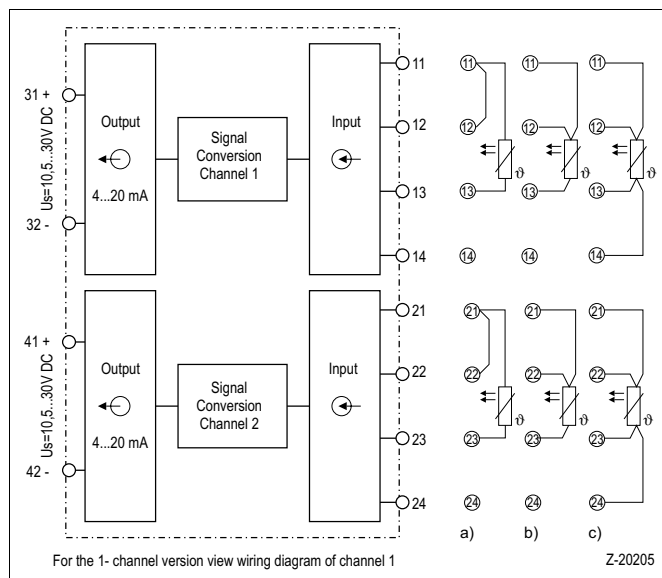 31 +
Us=10,5...30V DC
32 -
Output
4...20 mA
Signal
Conversion
Channel 1
Input
11
12
13
14
11 11 11
12 12 12
ϑ ϑ ϑ
13 13 13
14 14 14
41 +
Us=10,5...30V DC
42 -
Output
4...20 mA
Signal
Conversion
Channel 2
Input
21
22
23
24
21 21 21
22 22 22
ϑ ϑ ϑ
23 23 23
24 24 24
a) b) c)
For the 1- channel version view wiring diagram of channel 1
Z-20205